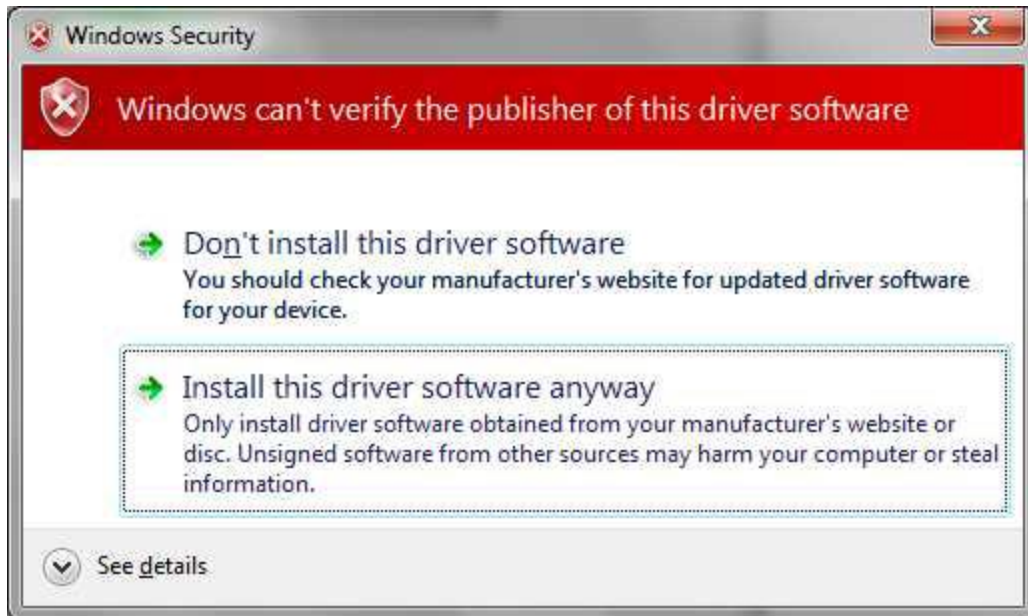 Windows Security
Windows can't verify the publisher of this driver software
Don't install this driver software
You should check your manufacturer's website for updated driver software
for your device.
Install this driver software anyway
Only install driver software obtained from your manufacturer's website or
disc. Unsigned software from other sources may harm your computer or steal
information.
See details